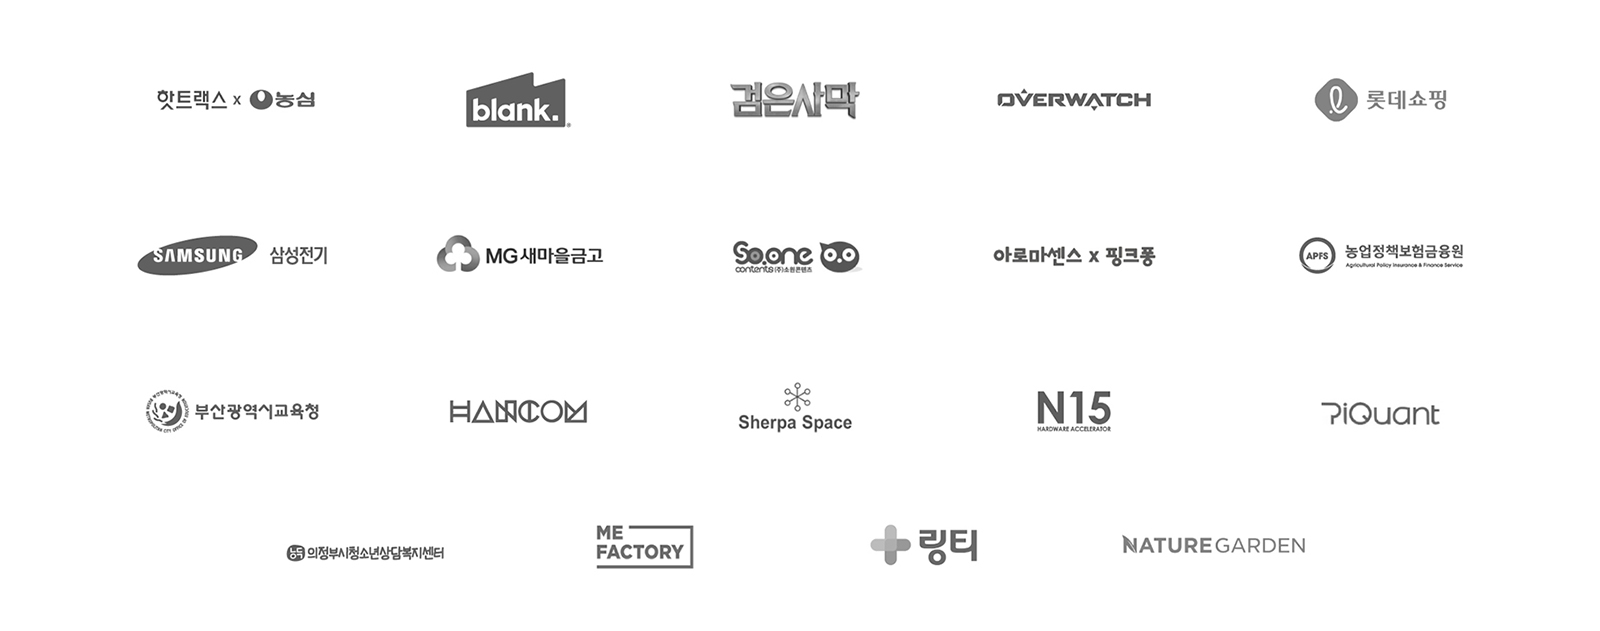 핫트랙스 x 농심
blank.
검은사막
OVERWATCH
롯데쇼핑
SAMSUNG 삼성전기
MG새마을금고
So.one
contents (주)소원콘텐츠
아로마센스 x 핑크퐁
APFS 농업정책보험금융원
Agricultural Policy Insurance & Finance Service
부산광역시교육청
HANCOM
Sherpa Space
N15
HARDWARE ACCELERATOR
PiQuant
의정부시청소년상담복지센터
ME
FACTORY
링티
NATUREGARDEN